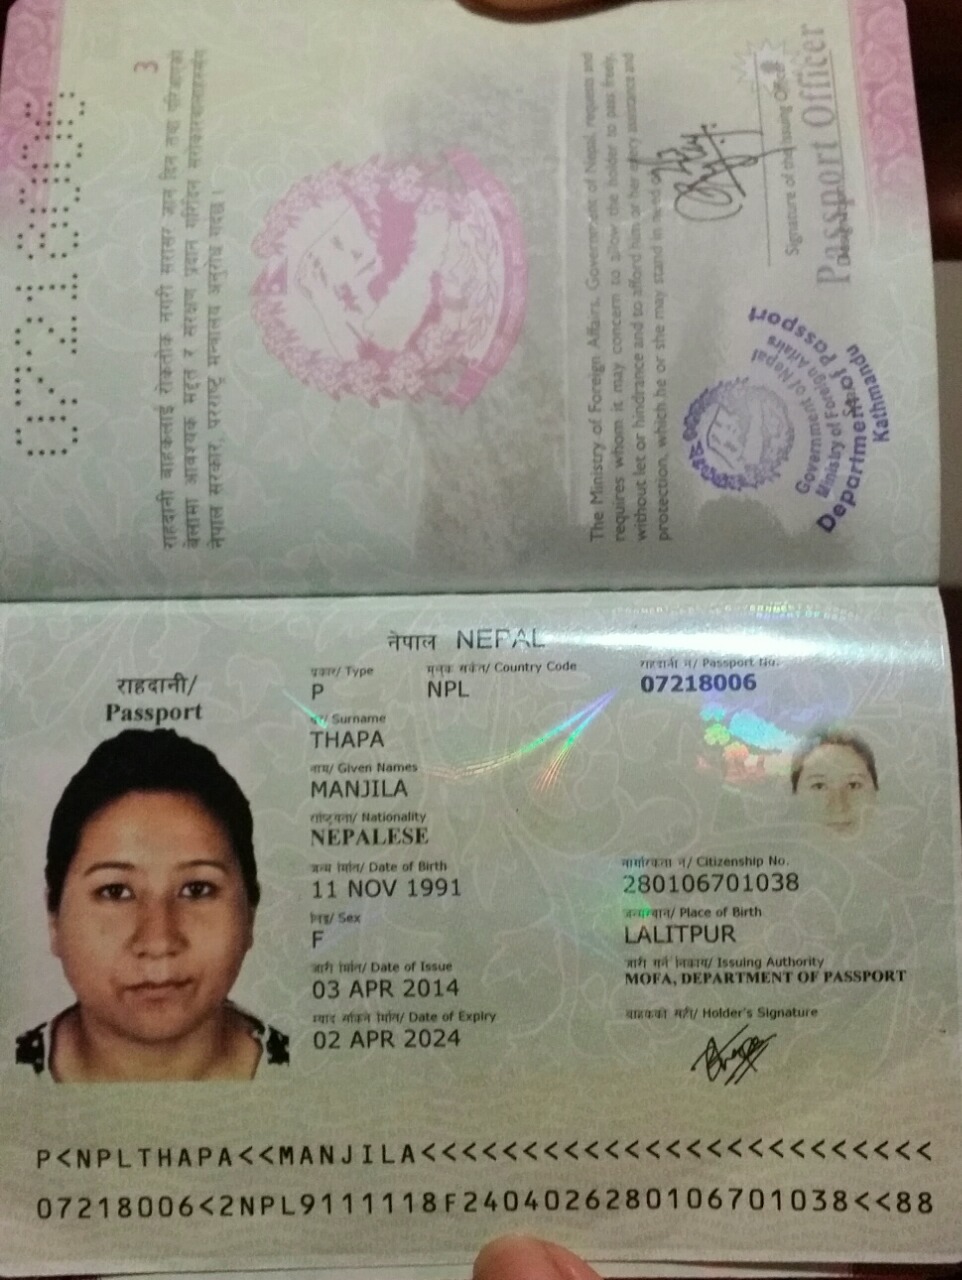 3
राहदानी वाहकलाई रोकतोक नगरी सरासर जान दिन तथा परिआएको
बेलामा आवश्यक मद्दत र संरक्षण प्रदान गर्न
नेपाल सरकार, परराष्ट्र मन्त्रालय अनुरोध गर्दछ ।
The Ministry of Foreign Affairs, Government of Nepal, requests and
requires whom it may concern to allow the holder to pass freely,
without let or hindrance and to afford him or her every assistance and
protection, which he or she may stand in need of.
Signature of the Issuing Officer
Passport Officer
Government of Nepal
Ministry of Foreign Affairs
Department of Passport
Kathmandu
नेपाल NEPAL
राहदानी/
Passport
प्रकार/ Type
P
Country Code
NPL
राहदानी नं/ Passport No.
07218006
थर/ Surname
THAPA
नाम/ Given Names
MANJILA
राष्ट्रियता/ Nationality
NEPALESE
जन्म मिति/ Date of Birth
11 NOV 1991
नागरिकता नं/ Citizenship No.
280106701038
लिङ्ग/ Sex
F
जन्मस्थान/ Place of Birth
LALITPUR
जारी मिति/ Date of Issue
03 APR 2014
जारी गर्ने निकाय/ Issuing Authority
MOFA, DEPARTMENT OF PASSPORT
Date of Expiry
02 APR 2024
वाहकको सही/ Holder's Signature
P<NPLTHAPA<<MANJILA<<<<<<<<<<<<<<<<<<<<<<<<<
07218006<2NPL9111118F2404026280106701038<<88